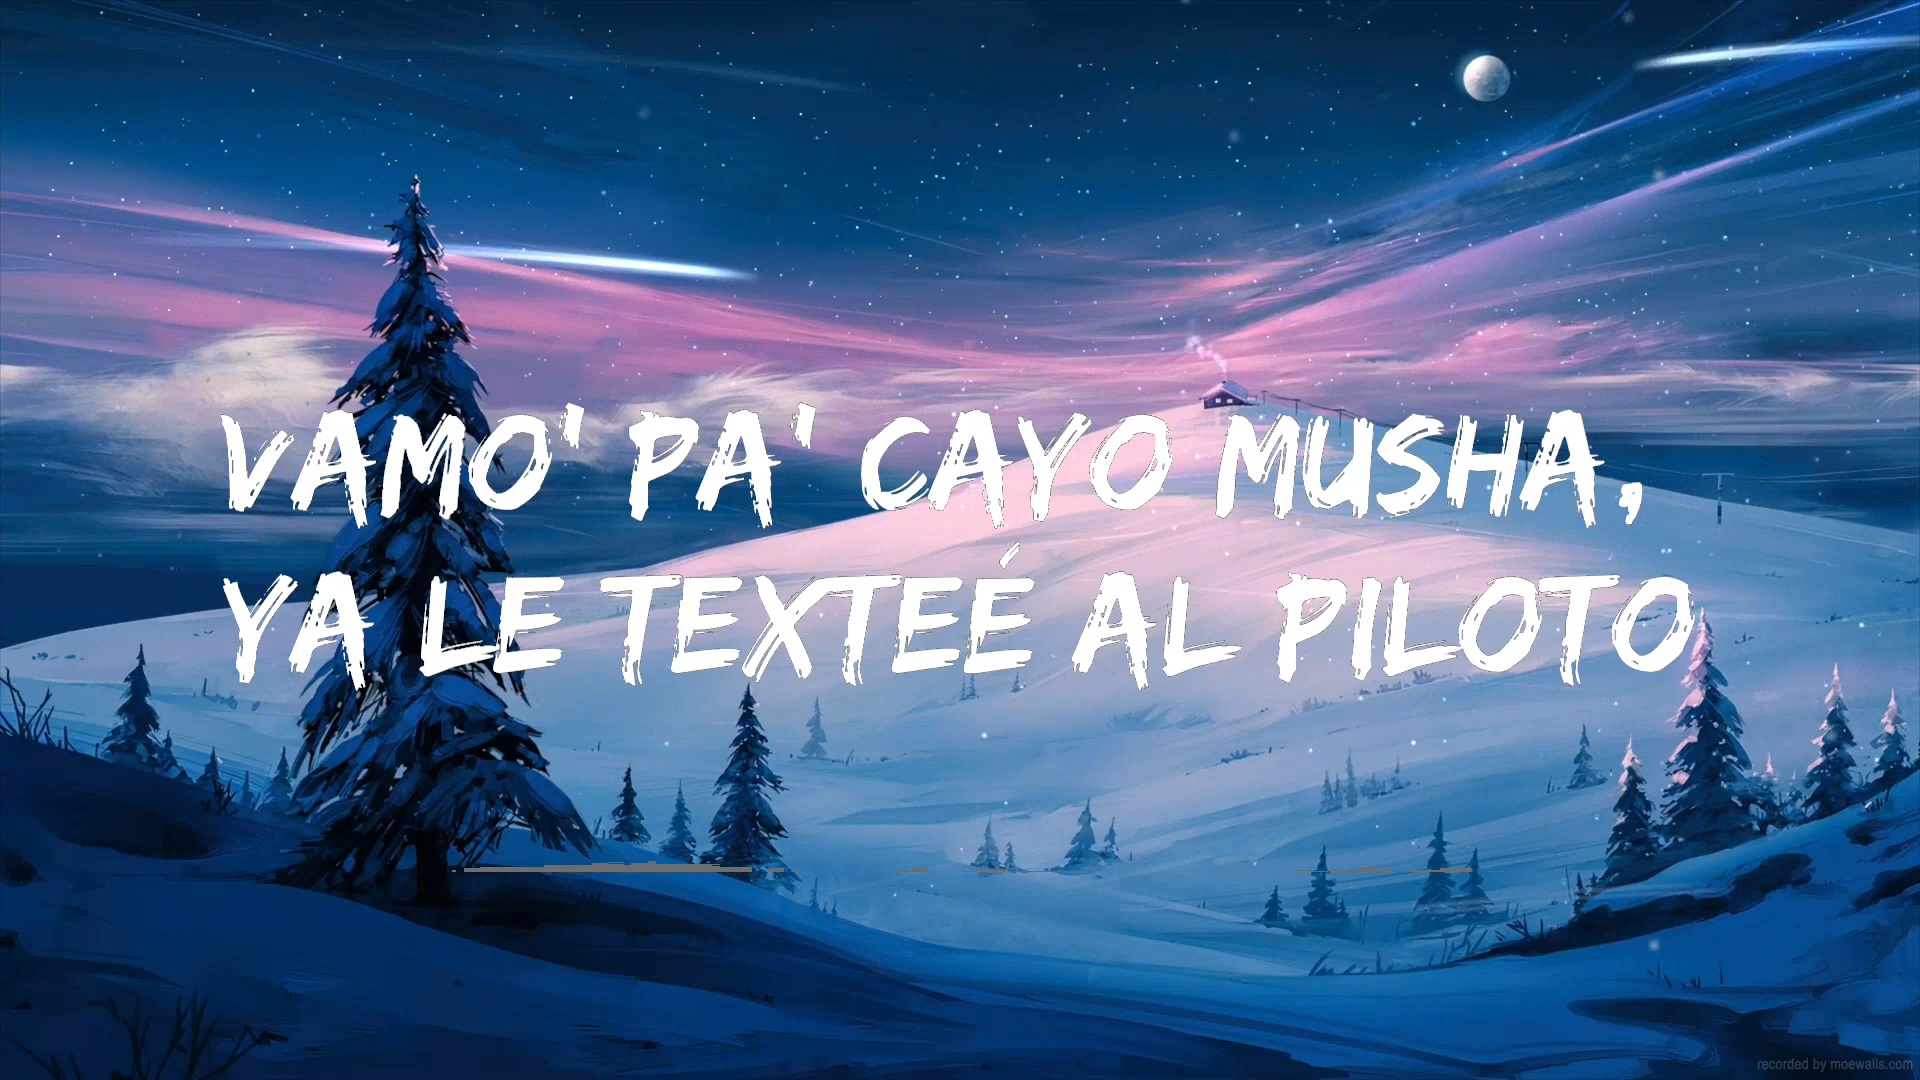 VAMO' PA' CAYO MUSHA,
YA LE TEXTEÉ AL PILOTO
recorded by moewalls.com